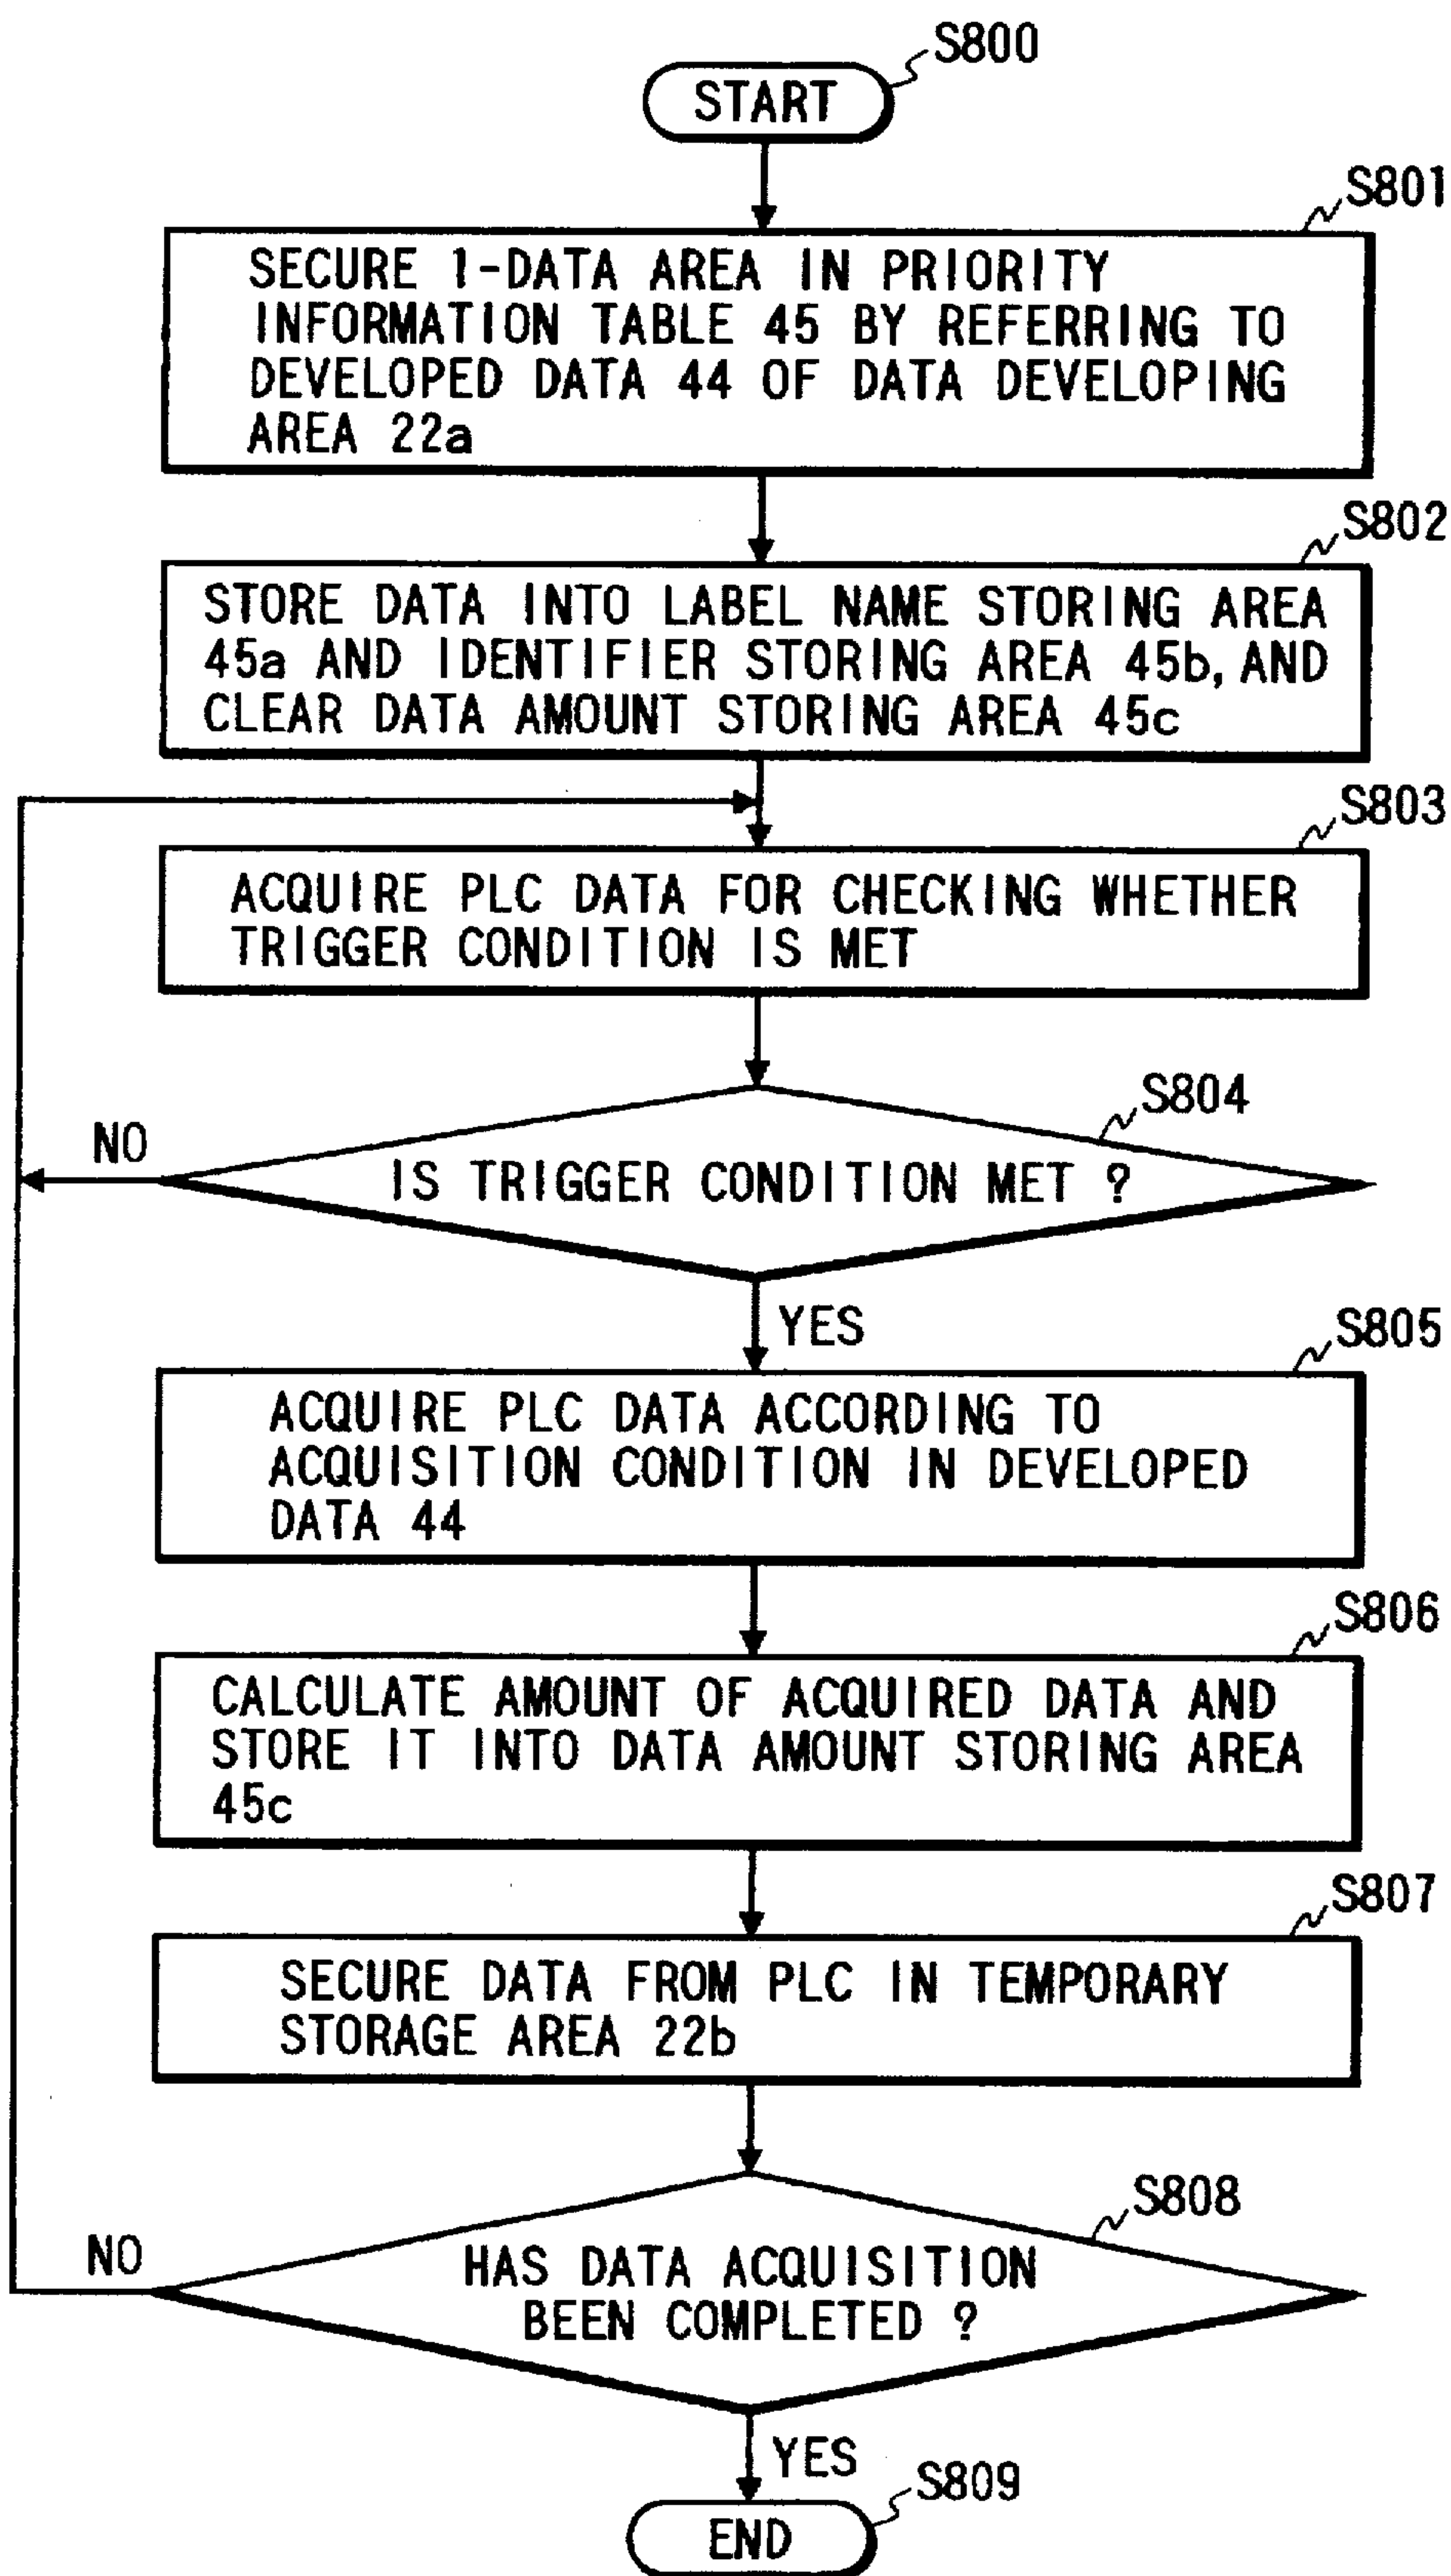 S800
START
S801
SECURE 1-DATA AREA IN PRIORITY
INFORMATION TABLE 45 BY REFERRING TO
DEVELOPED DATA 44 OF DATA DEVELOPING
AREA 22a
S802
STORE DATA INTO LABEL NAME STORING AREA
45a AND IDENTIFIER STORING AREA 45b, AND
CLEAR DATA AMOUNT STORING AREA 45c
S803
ACQUIRE PLC DATA FOR CHECKING WHETHER
TRIGGER CONDITION IS MET
S804
NO
IS TRIGGER CONDITION MET ?
YES
S805
ACQUIRE PLC DATA ACCORDING TO
ACQUISITION CONDITION IN DEVELOPED
DATA 44
S806
CALCULATE AMOUNT OF ACQUIRED DATA AND
STORE IT INTO DATA AMOUNT STORING AREA
45c
S807
SECURE DATA FROM PLC IN TEMPORARY
STORAGE AREA 22b
S808
NO
HAS DATA ACQUISITION
BEEN COMPLETED ?
YES
S809
END